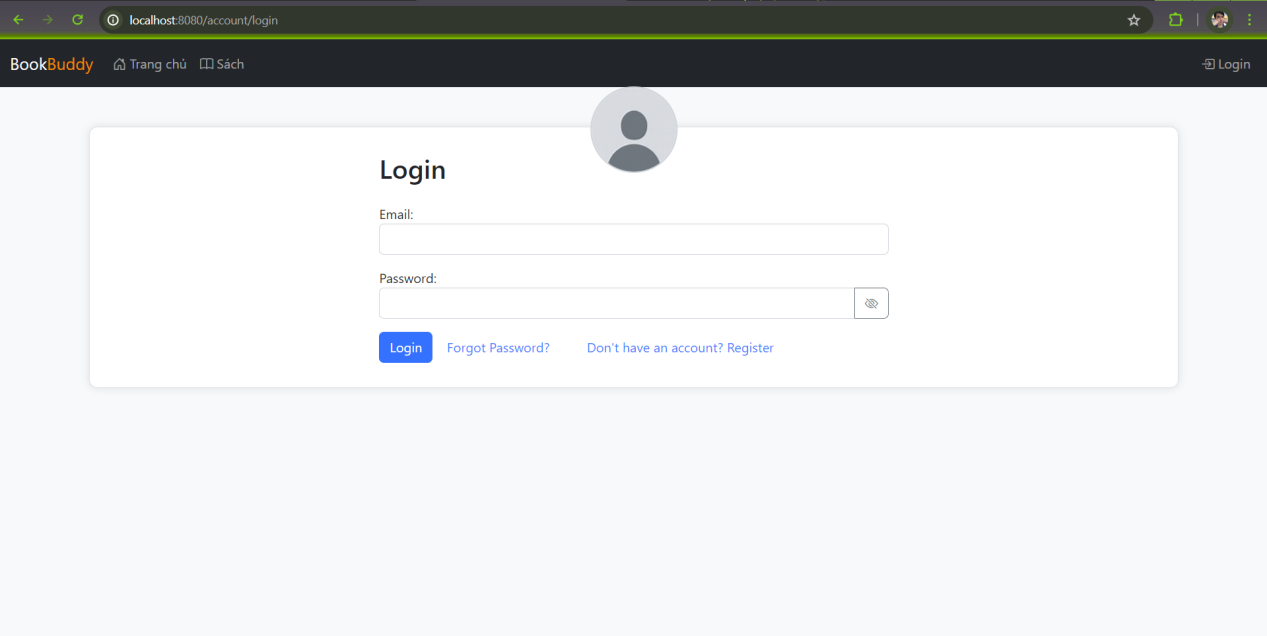 localhost:8080/account/login
BookBuddy Trang chủ Sách Login
Login
Email:
Password:
Login Forgot Password? Don't have an account? Register